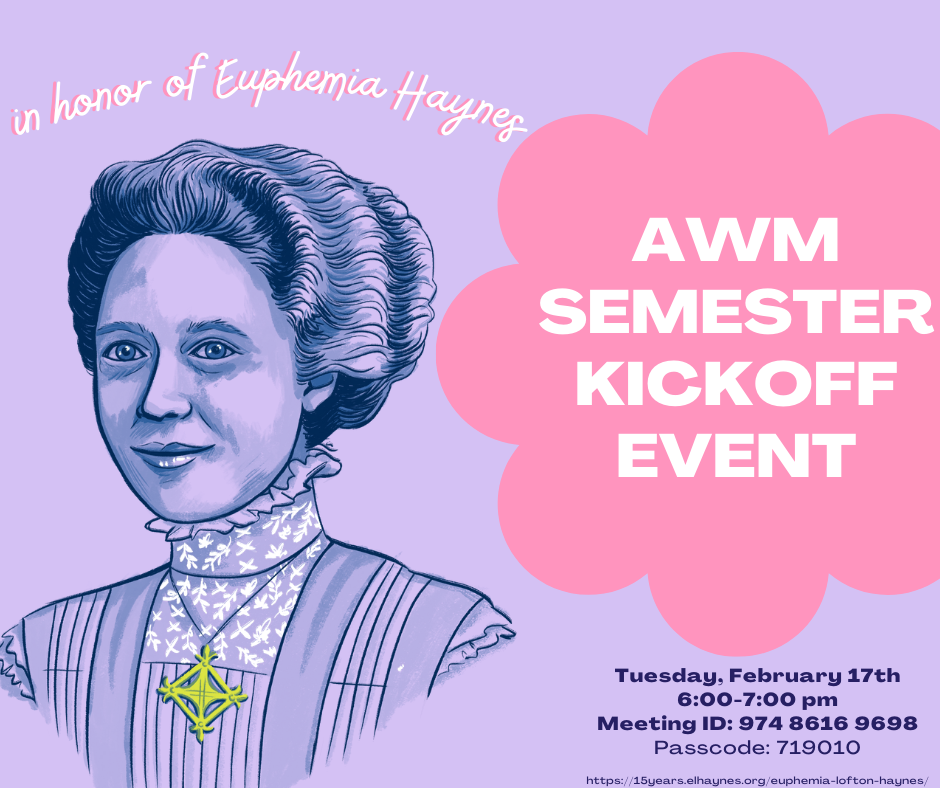 in honor of Euphemia Haynes
AWM
SEMESTER
KICKOFF
EVENT
Tuesday, February 17th
6:00-7:00 pm
Meeting ID: 974 8616 9698
Passcode: 719010
https://15years.elhaynes.org/euphemia-lofton-haynes/